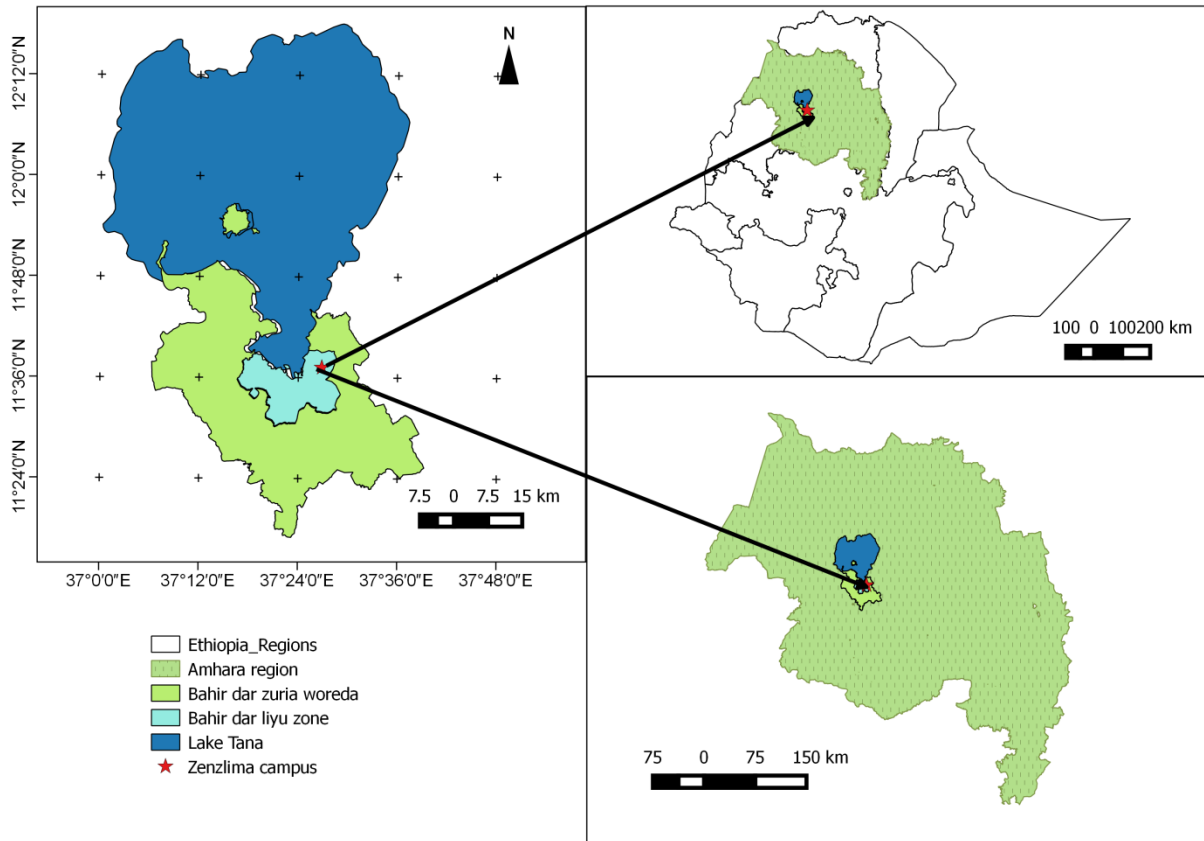 N
12°12'0"N
12°0'0"N
11°48'0"N
11°36'0"N
11°24'0"N
7.5 0 7.5 15 km
37°0'0"E 37°12'0"E 37°24'0"E 37°36'0"E 37°48'0"E
Ethiopia_Regions
Amhara region
Bahir dar zuria woreda
Bahir dar liyu zone
Lake Tana
Zenzlima campus
100 0 100200 km
75 0 75 150 km